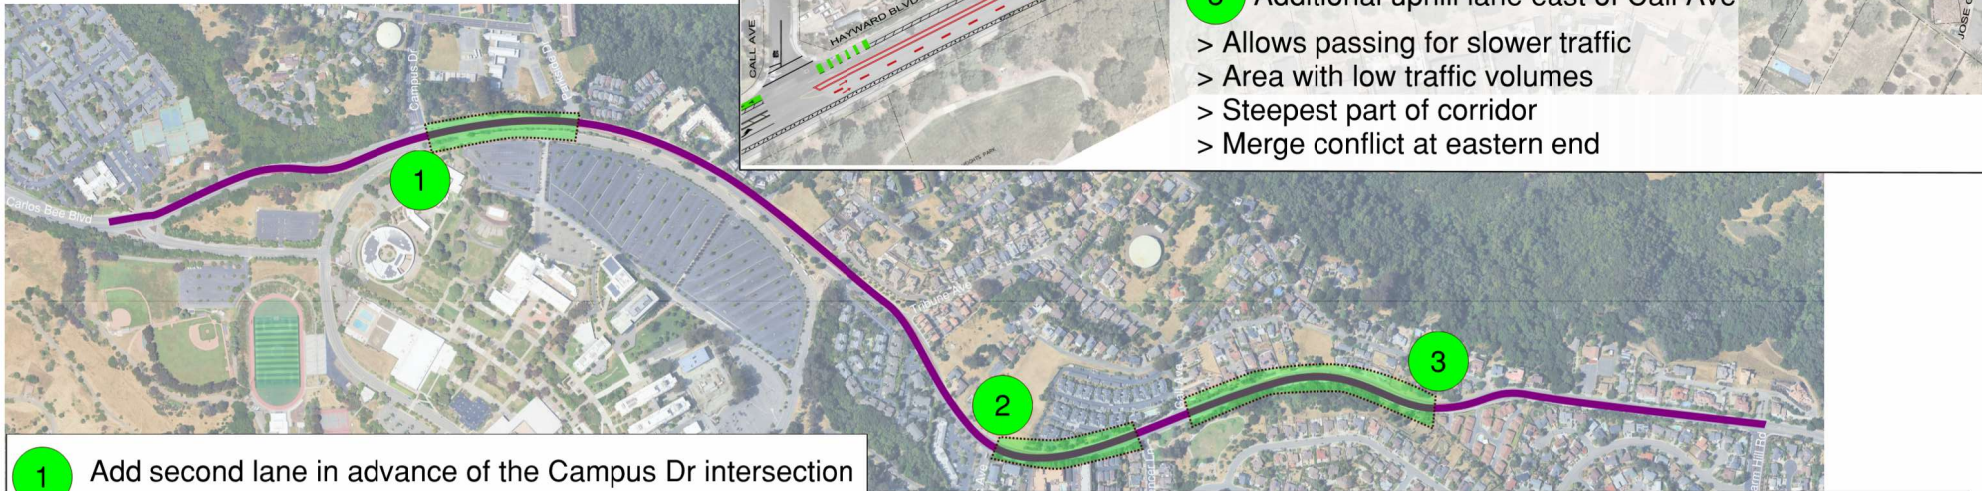 CALL AVE
HAYWARD BLVD
3 Additional uphill lane east of Call Ave
> Allows passing for slower traffic
> Area with low traffic volumes
> Steepest part of corridor
> Merge conflict at eastern end
Campus Dr
1
Carlos Bee Blvd
Tribune Ave
2
3
1 Add second lane in advance of the Campus Dr intersection